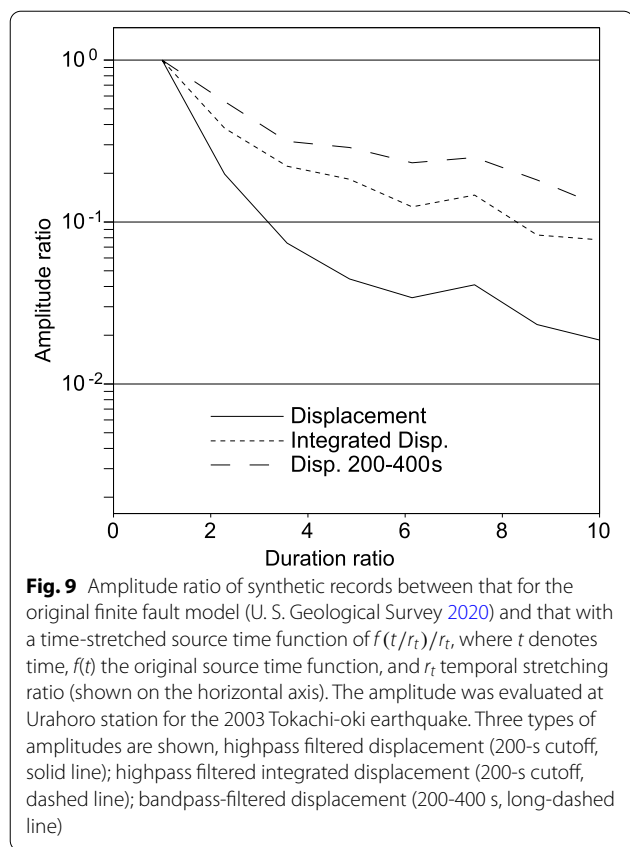 10^0
10^-1
10^-2
Amplitude ratio
Displacement
Integrated Disp.
Disp. 200-400s
0 2 4 6 8 10
Duration ratio
Fig. 9 Amplitude ratio of synthetic records between that for the
original finite fault model (U. S. Geological Survey 2020) and that with
a time-stretched source time function of f(t/r_t)/r_t, where t denotes
time, f(t) the original source time function, and r_t temporal stretching
ratio (shown on the horizontal axis). The amplitude was evaluated at
Urahoro station for the 2003 Tokachi-oki earthquake. Three types of
amplitudes are shown, highpass filtered displacement (200-s cutoff,
solid line); highpass filtered integrated displacement (200-s cutoff,
dashed line); bandpass-filtered displacement (200-400 s, long-dashed
line)